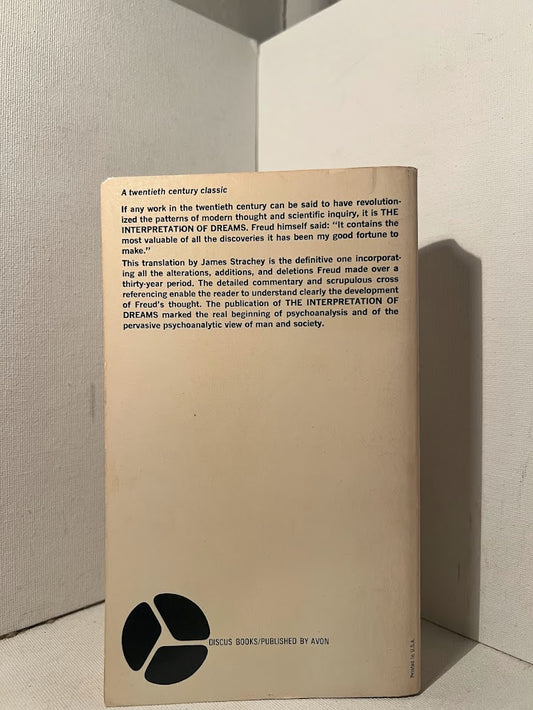 A twentieth century classic
If any work in the twentieth century can be said to have revolution-
ized the patterns of modern thought and scientific inquiry, it is THE
INTERPRETATION OF DREAMS. Freud himself said: "It contains the
most valuable of all the discoveries it has been my good fortune to
make."
This translation by James Strachey is the definitive one incorporat-
ing all the alterations, additions, and deletions Freud made over a
thirty-year period. The detailed commentary and scrupulous cross
referencing enable the reader to understand clearly the development
of Freud's thought. The publication of THE INTERPRETATION OF
DREAMS marked the real beginning of psychoanalysis and of the
pervasive psychoanalytic view of man and society.
DISCUS BOOKS/PUBLISHED BY AVON
Printed in U.S.A.